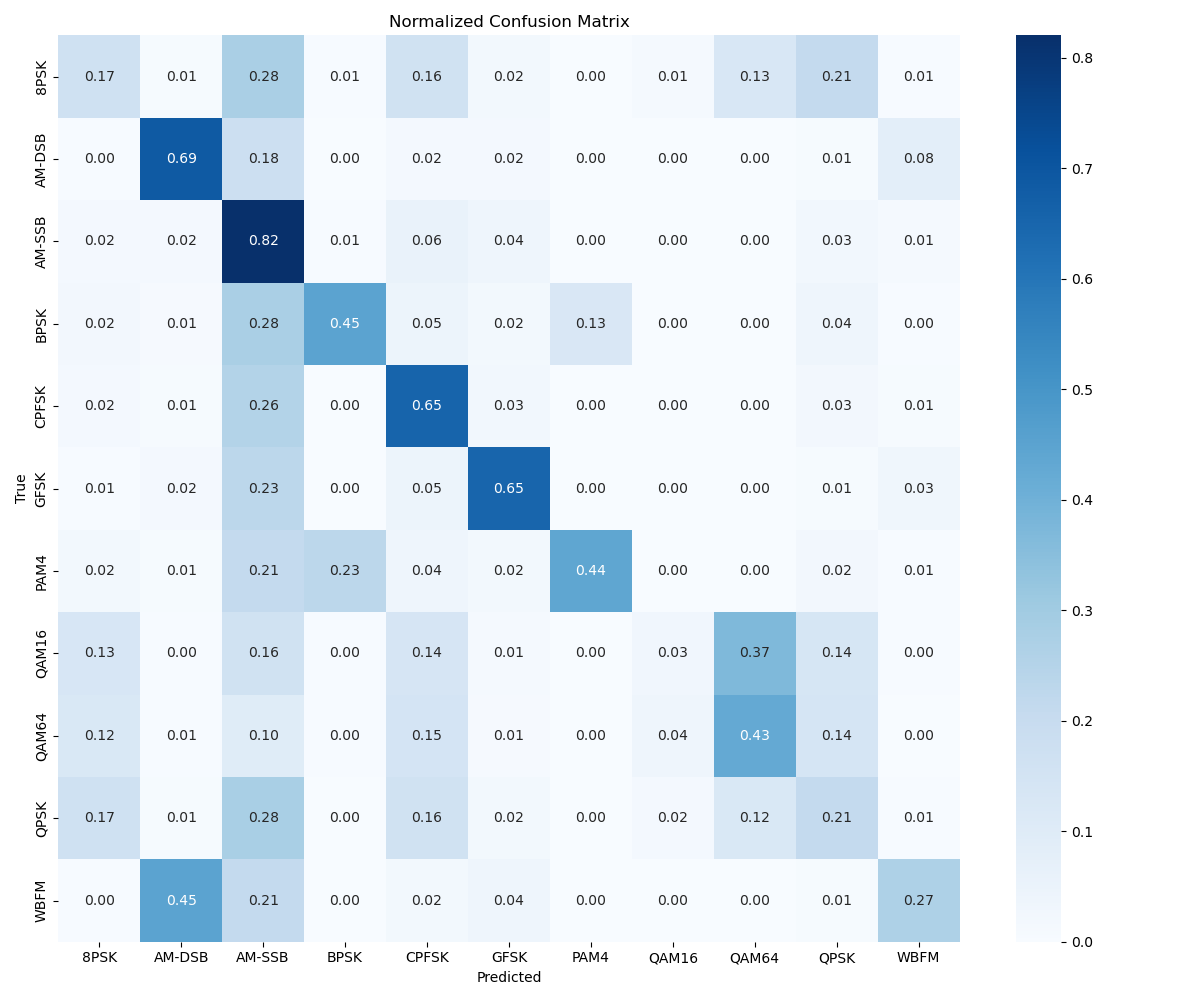 Normalized Confusion Matrix
8PSK 0.17 0.01 0.28 0.01 0.16 0.02 0.00 0.01 0.13 0.21 0.01
AM-DSB 0.00 0.69 0.18 0.00 0.02 0.02 0.00 0.00 0.00 0.01 0.08
AM-SSB 0.02 0.02 0.82 0.01 0.06 0.04 0.00 0.00 0.00 0.03 0.01
BPSK 0.02 0.01 0.28 0.45 0.05 0.02 0.13 0.00 0.00 0.04 0.00
CPFSK 0.02 0.01 0.26 0.00 0.65 0.03 0.00 0.00 0.00 0.03 0.01
GFSK 0.01 0.02 0.23 0.00 0.05 0.65 0.00 0.00 0.00 0.01 0.03
PAM4 0.02 0.01 0.21 0.23 0.04 0.02 0.44 0.00 0.00 0.02 0.01
QAM16 0.13 0.00 0.16 0.00 0.14 0.01 0.00 0.03 0.37 0.14 0.00
QAM64 0.12 0.01 0.10 0.00 0.15 0.01 0.00 0.04 0.43 0.14 0.00
QPSK 0.17 0.01 0.28 0.00 0.16 0.02 0.00 0.02 0.12 0.21 0.01
WBFM 0.00 0.45 0.21 0.00 0.02 0.04 0.00 0.00 0.00 0.01 0.27
8PSK AM-DSB AM-SSB BPSK CPFSK GFSK PAM4 QAM16 QAM64 QPSK WBFM
Predicted
True
0.8
0.7
0.6
0.5
0.4
0.3
0.2
0.1
0.0